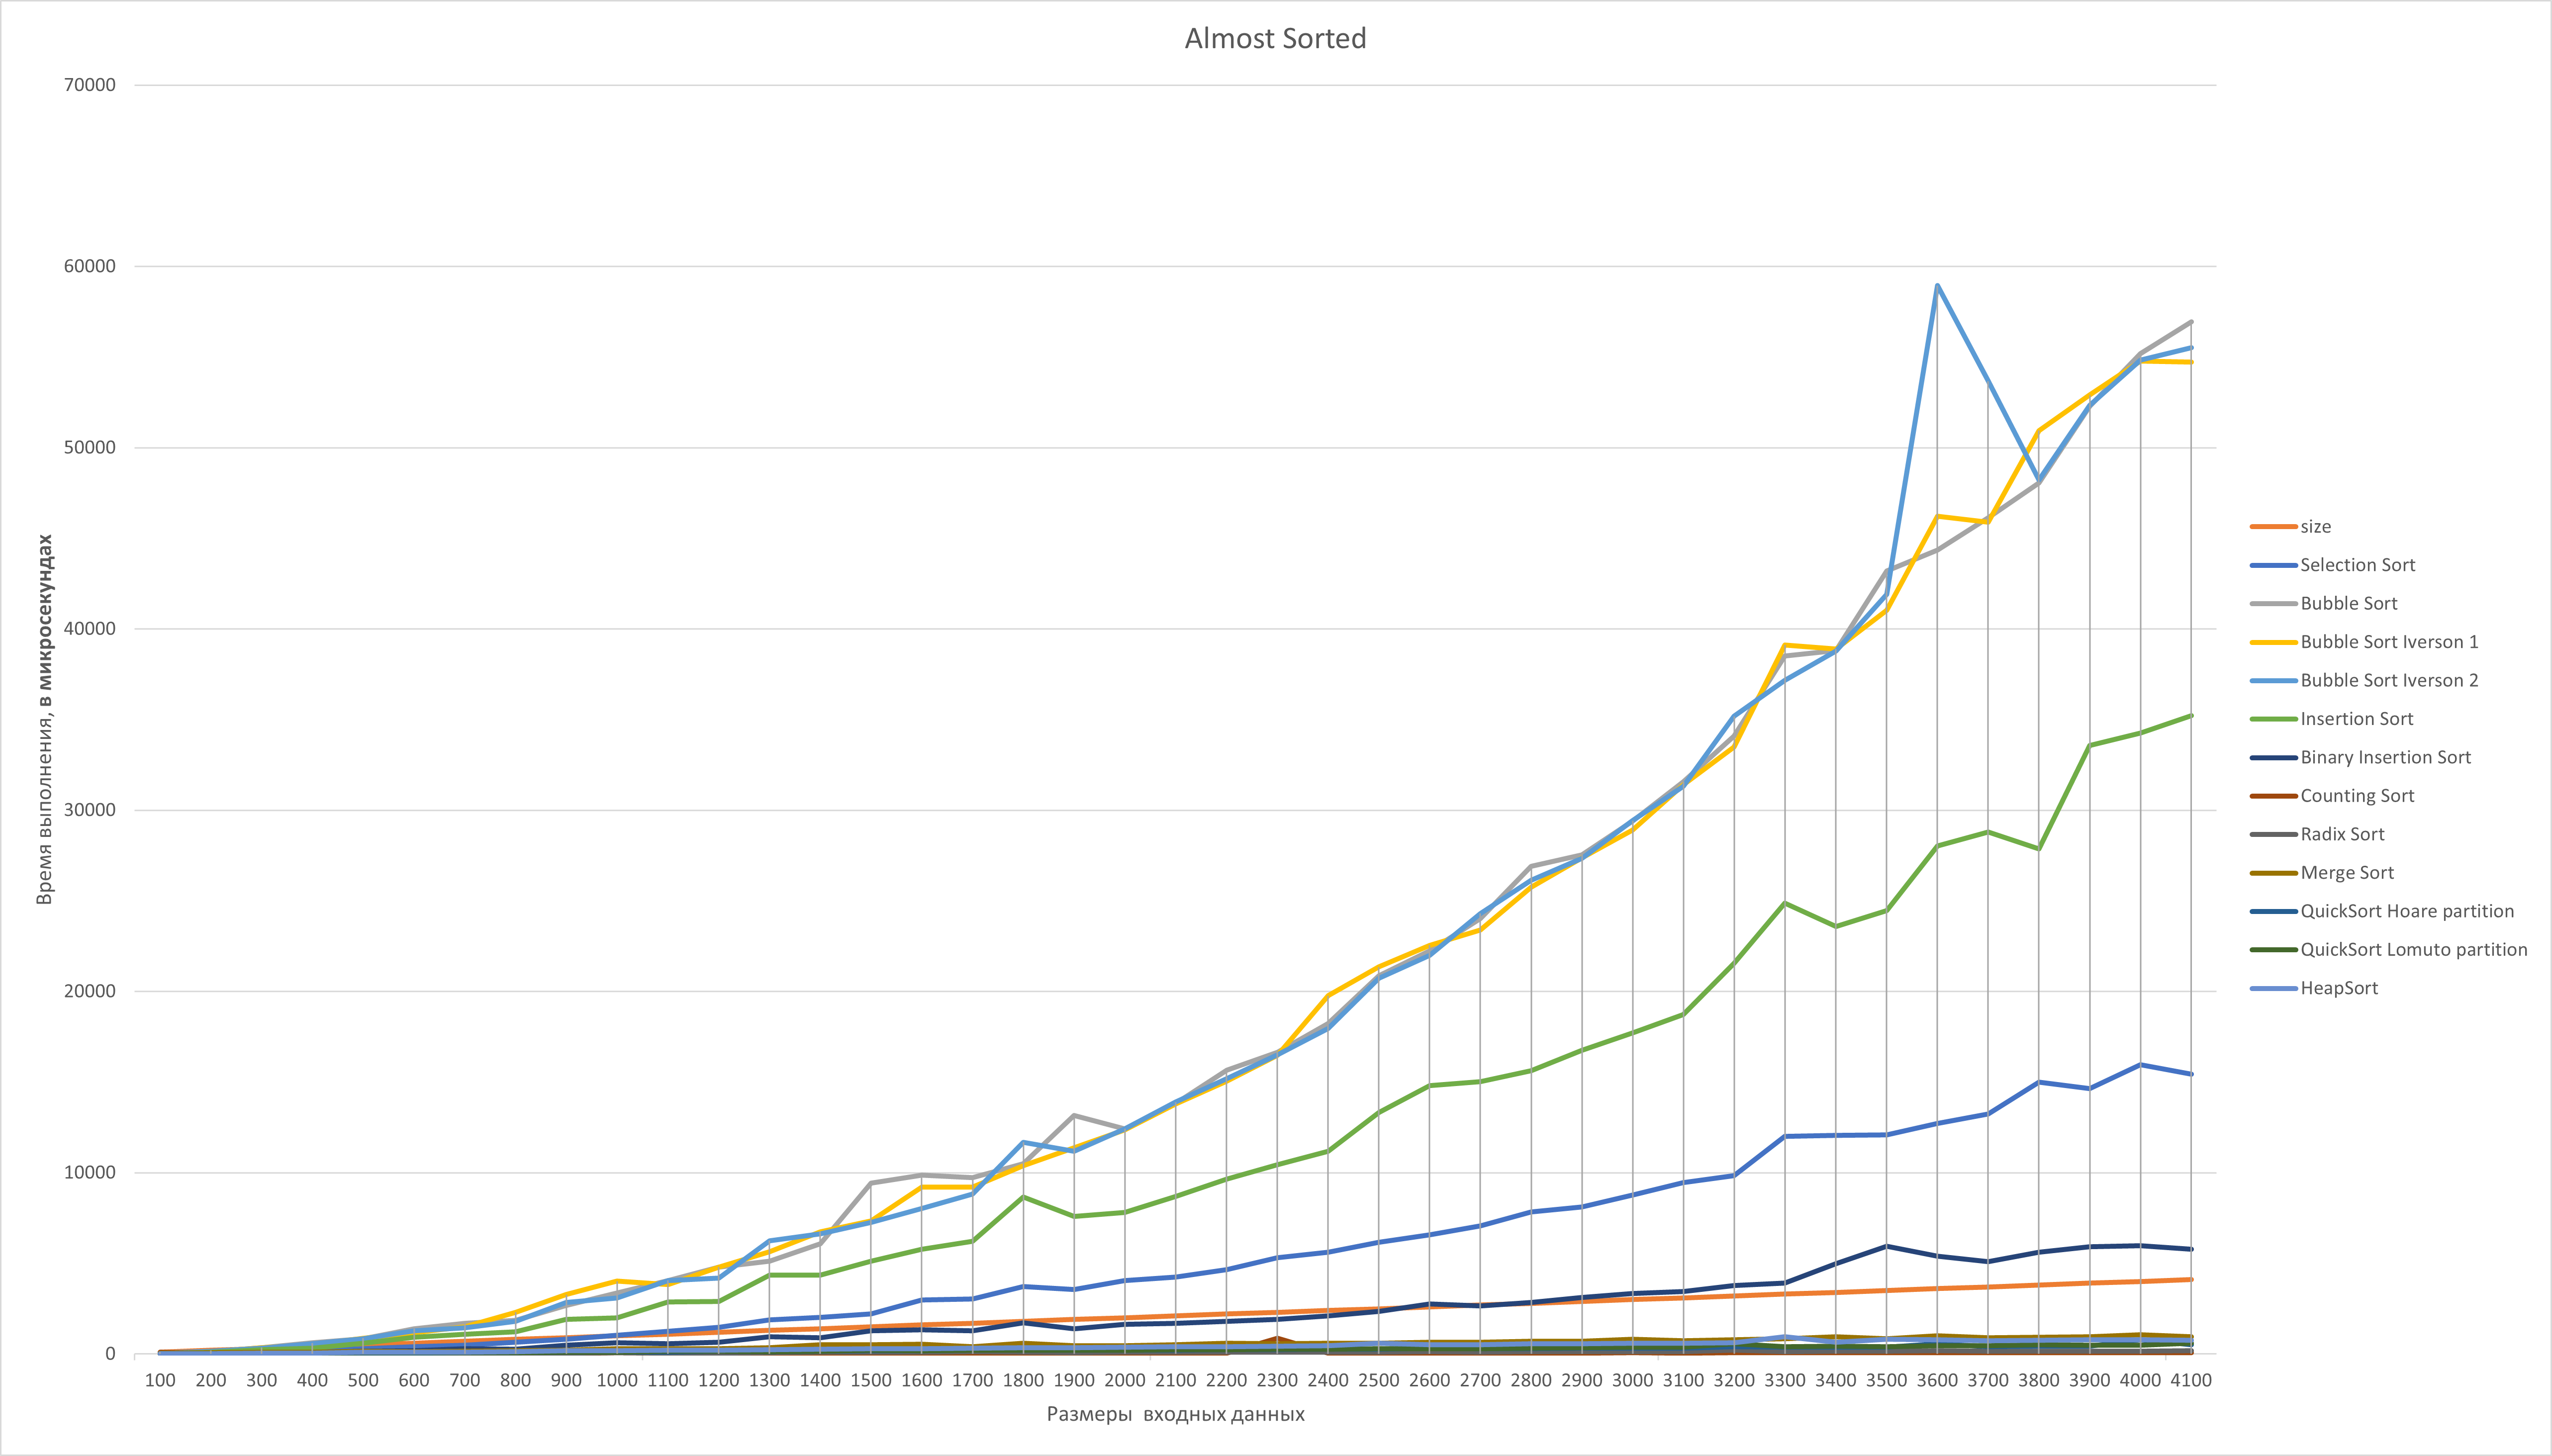 Almost Sorted
70000
60000
50000
40000
30000
20000
10000
0
Время выполнения, в микросекундах
100 200 300 400 500 600 700 800 900 1000 1100 1200 1300 1400 1500 1600 1700 1800 1900 2000 2100 2200 2300 2400 2500 2600 2700 2800 2900 3000 3100 3200 3300 3400 3500 3600 3700 3800 3900 4000 4100
Размеры входных данных
size
Selection Sort
Bubble Sort
Bubble Sort Iverson 1
Bubble Sort Iverson 2
Insertion Sort
Binary Insertion Sort
Counting Sort
Radix Sort
Merge Sort
QuickSort Hoare partition
QuickSort Lomuto partition
HeapSort